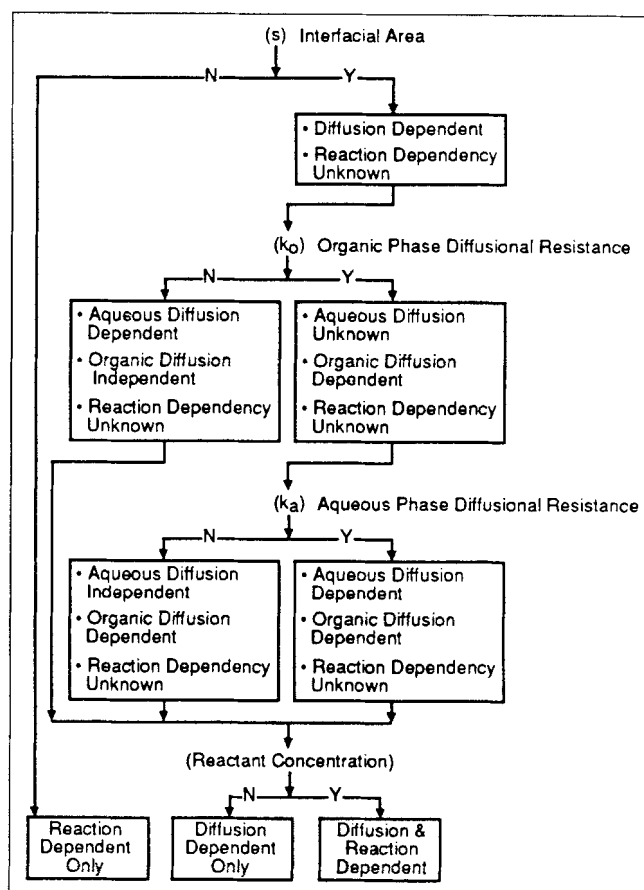 (s) Interfacial Area
N Y
• Diffusion Dependent
• Reaction Dependency
Unknown
(ko) Organic Phase Diffusional Resistance
N Y
• Aqueous Diffusion
Dependent
• Organic Diffusion
Independent
• Reaction Dependency
Unknown
• Aqueous Diffusion
Unknown
• Organic Diffusion
Dependent
• Reaction Dependency
Unknown
(ka) Aqueous Phase Diffusional Resistance
N Y
• Aqueous Diffusion
Independent
• Organic Diffusion
Dependent
• Reaction Dependency
Unknown
• Aqueous Diffusion
Dependent
• Organic Diffusion
Dependent
• Reaction Dependency
Unknown
(Reactant Concentration)
N Y
Reaction
Dependent
Only
Diffusion
Dependent
Only
Diffusion &
Reaction
Dependent